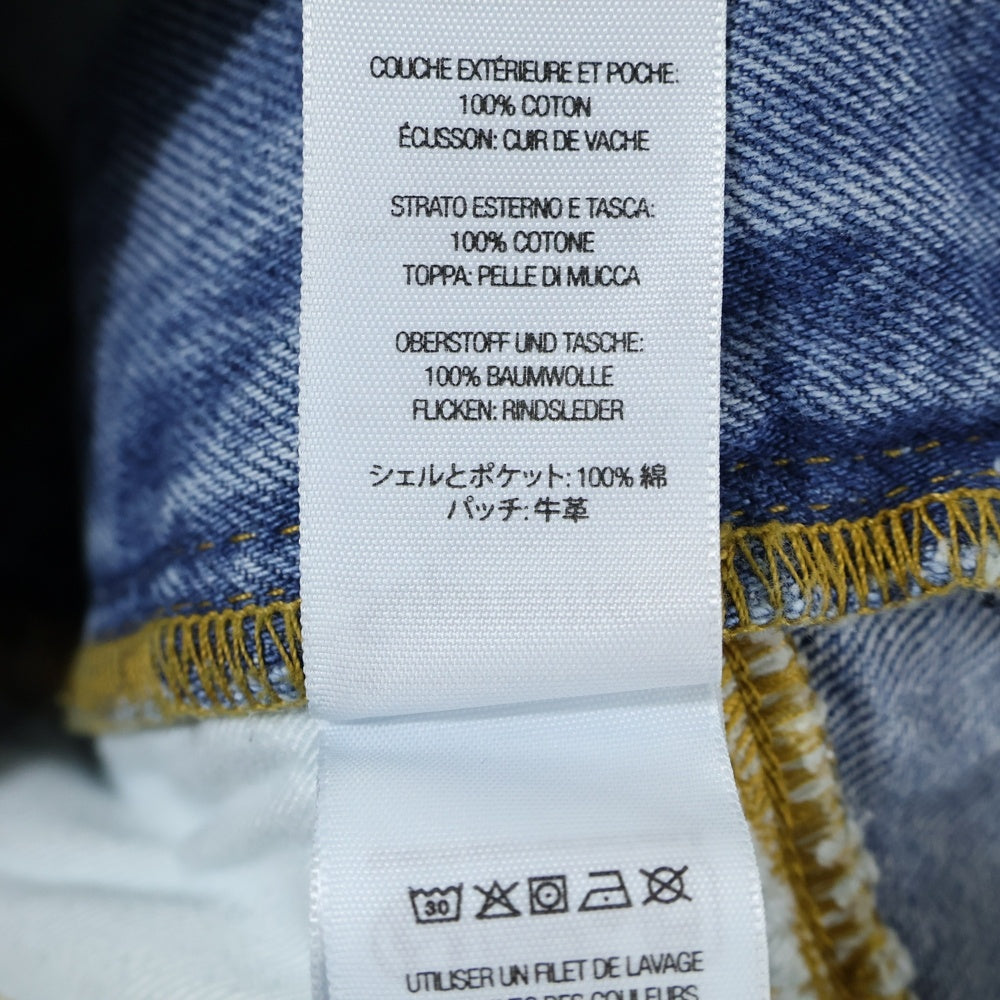 COUCHE EXTÉRIEURE ET POCHE:
100% COTON
ÉCUSSON: CUIR DE VACHE
STRATO ESTERNO E TASCA:
100% COTONE
TOPPA: PELLE DI MUCCA
OBERSTOFF UND TASCHE:
100% BAUMWOLLE
FLICKEN: RINDSLEDER
シェルとポケット: 100% 綿
パッチ: 牛革
30
UTILISER UN FILET DE LAVAGE
DES COULEURS